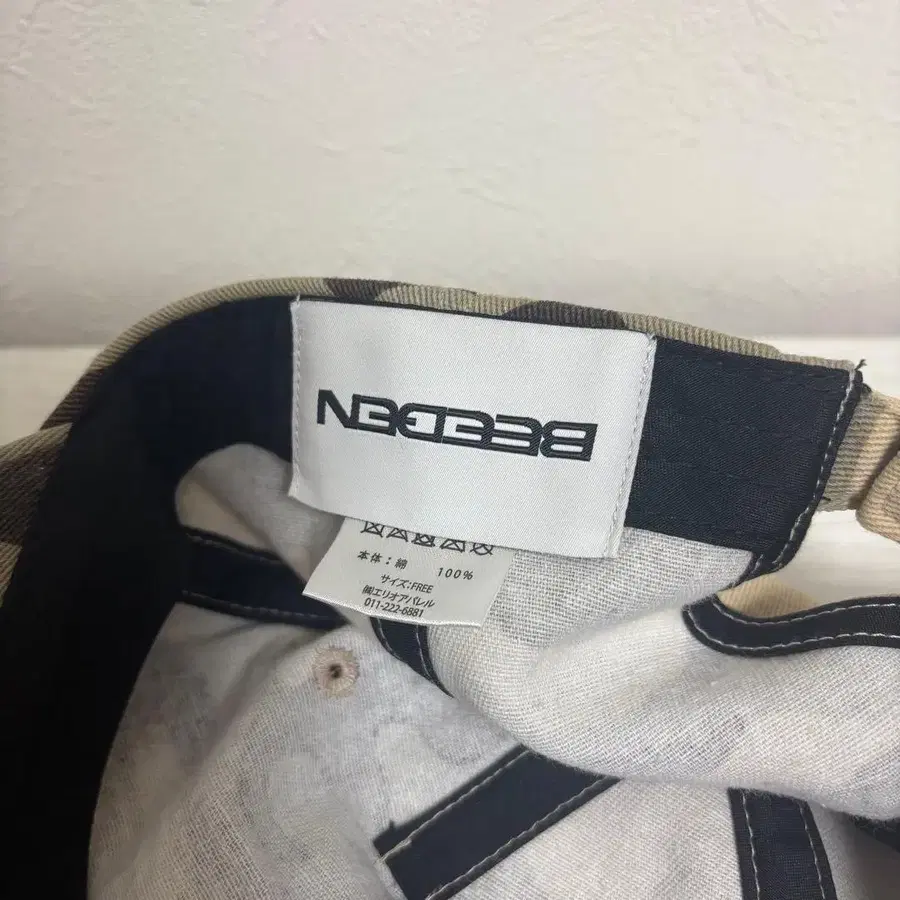 BEEDEN
本体：綿 100%
サイズ：FREE
㈱エリオアパレル
011-222-6881